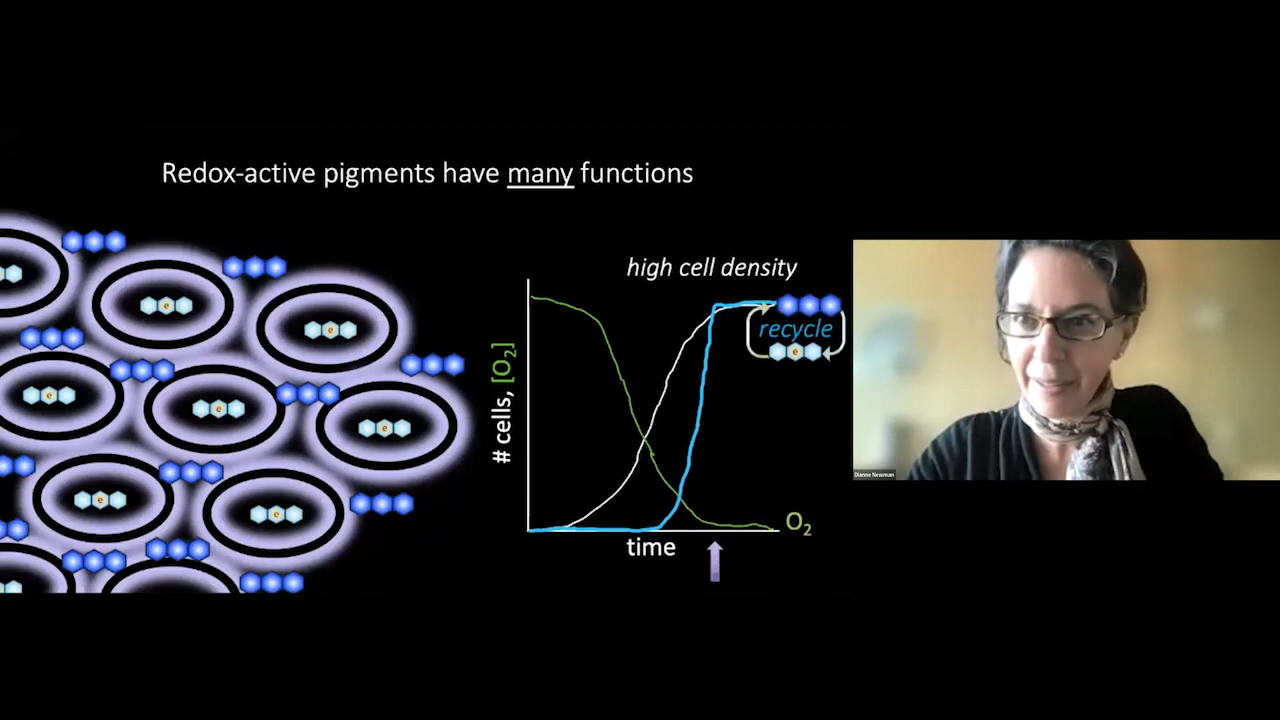 Redox-active pigments have many functions
high cell density
recycle
e
e
e
e
e
e
e
e
# cells, [O₂]
O₂
time
Dianne Newman